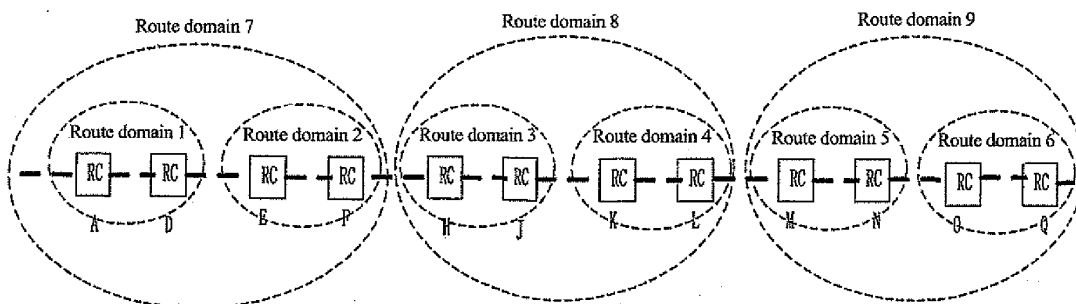 Route domain 7
Route domain 8
Route domain 9
Route domain 1
Route domain 2
Route domain 3
Route domain 4
Route domain 5
Route domain 6
RC RC RC RC RC RC RC RC RC RC RC RC
A D E F H J K L M N O Q